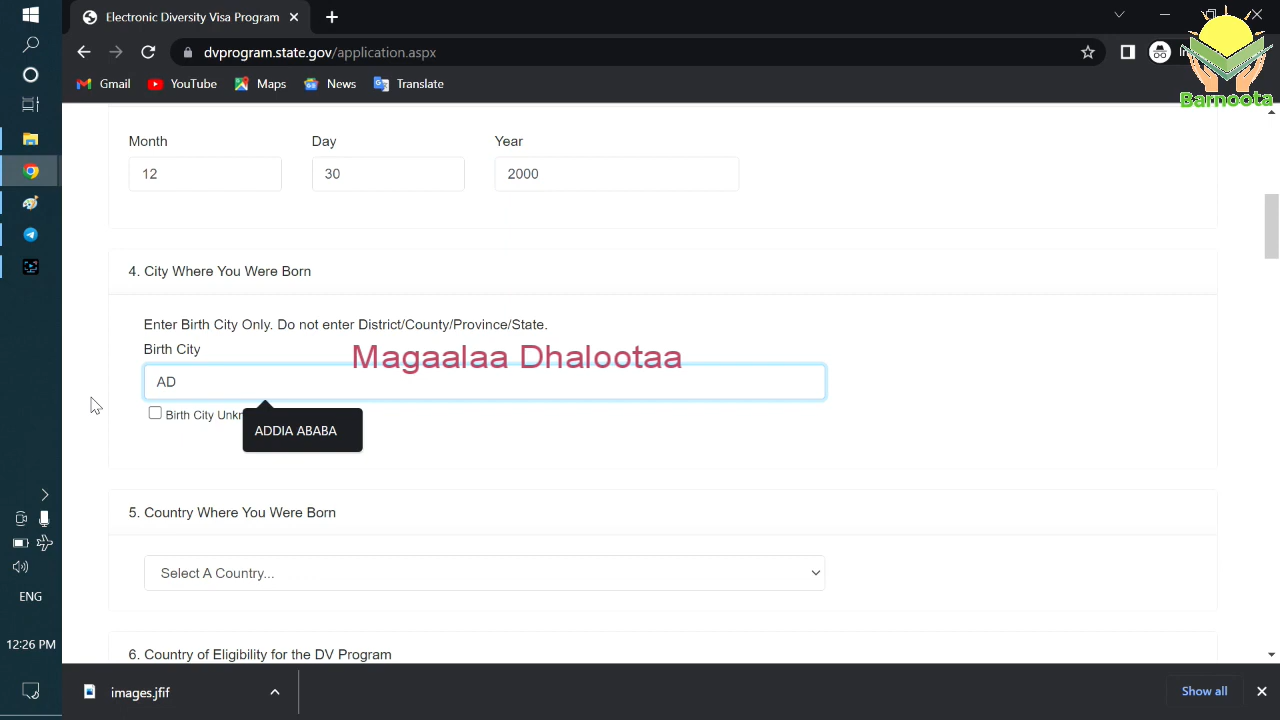 Electronic Diversity Visa Program
dvprogram.state.gov/application.aspx
Gmail
YouTube
Maps
News
Translate
Barnoota
Month
Day
Year
12
30
2000
4. City Where You Were Born
Enter Birth City Only. Do not enter District/County/Province/State.
Birth City
Magaalaa Dhalootaa
AD
Birth City Unkn
ADDIA ABABA
5. Country Where You Were Born
Select A Country...
6. Country of Eligibility for the DV Program
ENG
12:26 PM
images.jfif
Show all